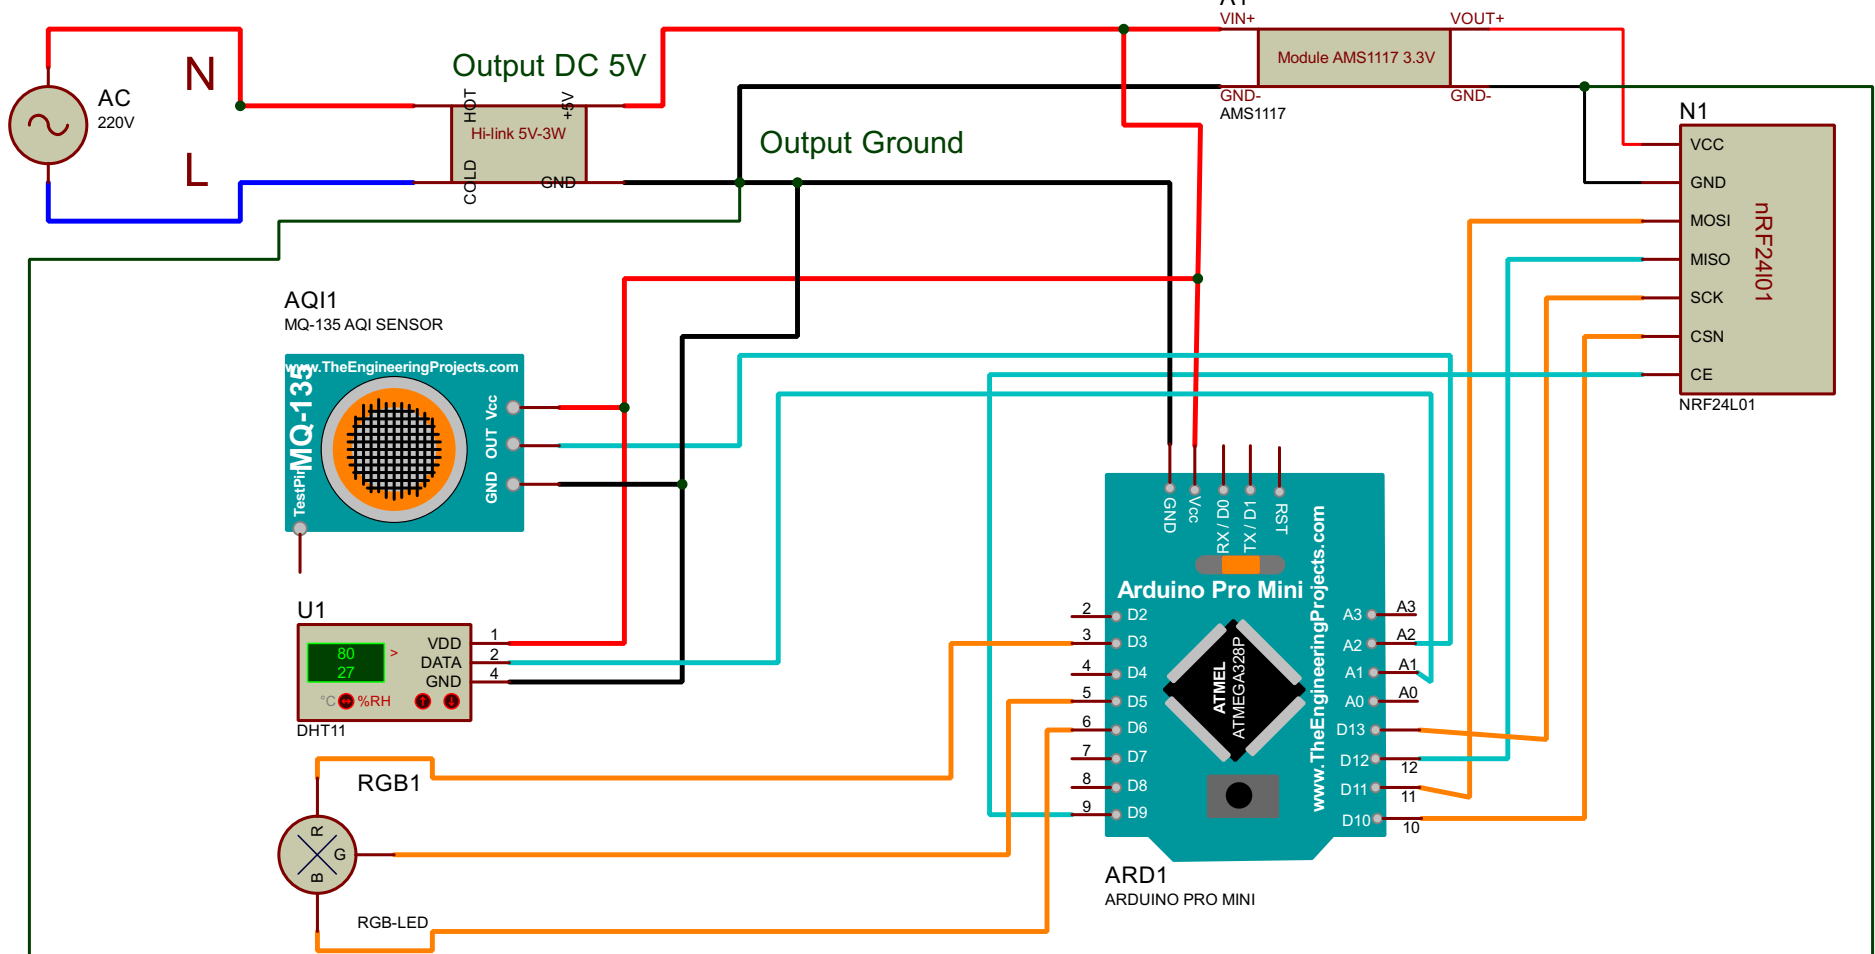 A1
VIN+
VOUT+
Module AMS1117 3.3V
GND-
GND-
AMS1117
N
L
AC
220V
Output DC 5V
HOT
+5V
Hi-link 5V-3W
COLD
GND
Output Ground
N1
VCC
GND
MOSI
MISO
SCK
CSN
CE
nRF24l01
NRF24L01
AQI1
MQ-135 AQI SENSOR
www.TheEngineeringProjects.com
MQ-135
TestPin
Vcc
OUT
GND
U1
80
27
>
°C
%RH
VDD
1
DATA
2
GND
4
DHT11
RGB1
R
G
B
RGB-LED
GND
Vcc
RX / D0
TX / D1
RST
Arduino Pro Mini
www.TheEngineeringProjects.com
ATMEL
ATMEGA328P
2
D2
3
D3
4
D4
5
D5
6
D6
7
D7
8
D8
9
D9
A3
A3
A2
A2
A1
A1
A0
A0
D13
D12
12
D11
11
D10
10
ARD1
ARDUINO PRO MINI